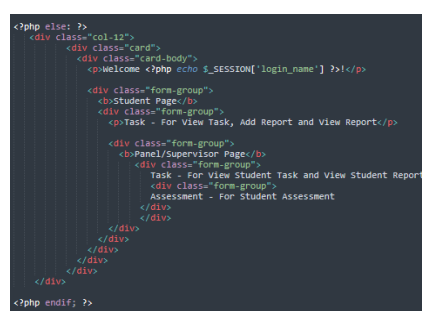 <?php else: ?>
<div class="col-12">
<div class="card">
<div class="card-body">
<p>Welcome <?php echo $_SESSION['login_name'] ?>!</p>
<div class="form-group">
<b>Student Page</b>
<div class="form-group">
<p>Task - For View Task, Add Report and View Report</p>
<div class="form-group">
<b>Panel/Supervisor Page</b>
<div class="form-group">
Task - For View Student Task and View Student Report
<div class="form-group">
Assessment - For Student Assessment
</div>
</div>
</div>
</div>
</div>
</div>
</div>
</div>
<?php endif; ?>